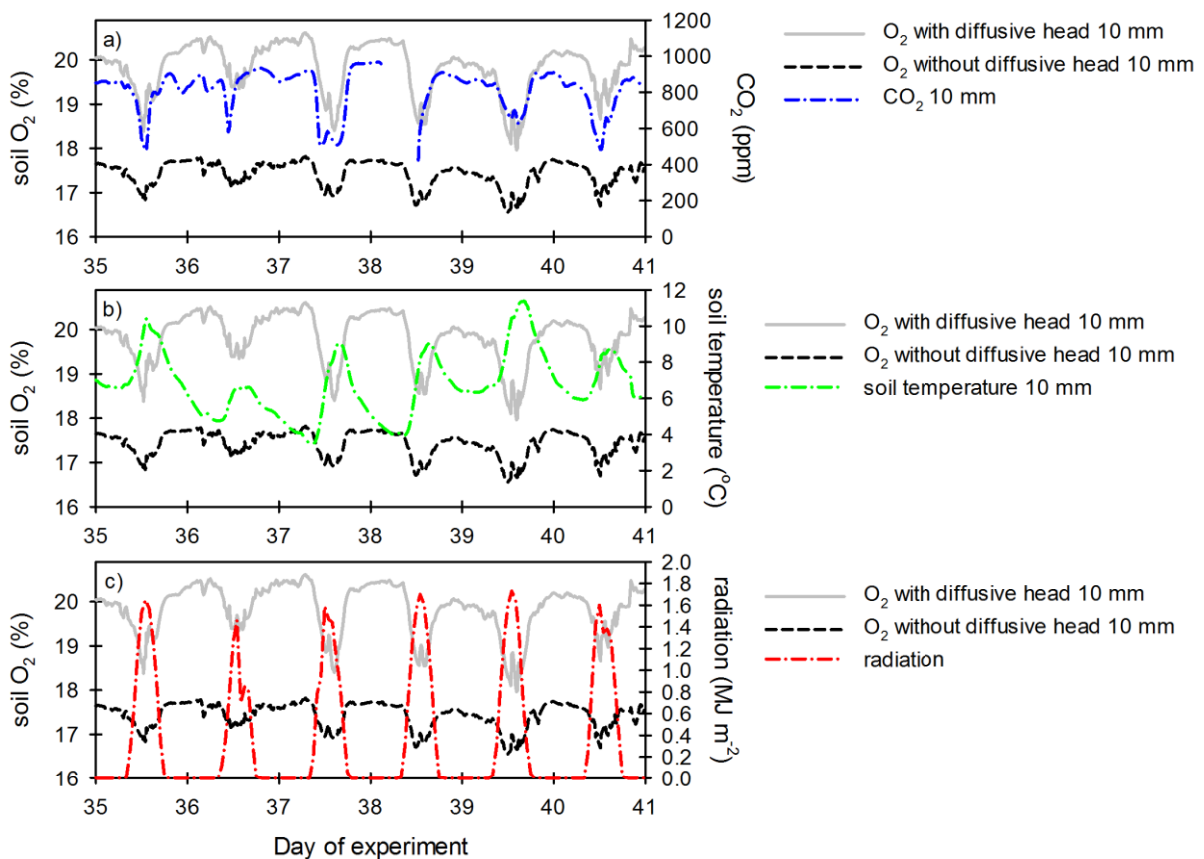 a)
soil O₂ (%)
20
19
18
17
16
35 36 37 38 39 40 41
1200
1000
800
600
400
200
0
CO₂ (ppm)
O₂ with diffusive head 10 mm
O₂ without diffusive head 10 mm
CO₂ 10 mm
b)
soil O₂ (%)
20
19
18
17
16
35 36 37 38 39 40 41
12
10
8
6
4
2
0
soil temperature (°C)
O₂ with diffusive head 10 mm
O₂ without diffusive head 10 mm
soil temperature 10 mm
c)
soil O₂ (%)
20
19
18
17
16
35 36 37 38 39 40 41
2.0
1.8
1.6
1.4
1.2
1.0
0.8
0.6
0.4
0.2
0.0
radiation (MJ m⁻²)
O₂ with diffusive head 10 mm
O₂ without diffusive head 10 mm
radiation
Day of experiment